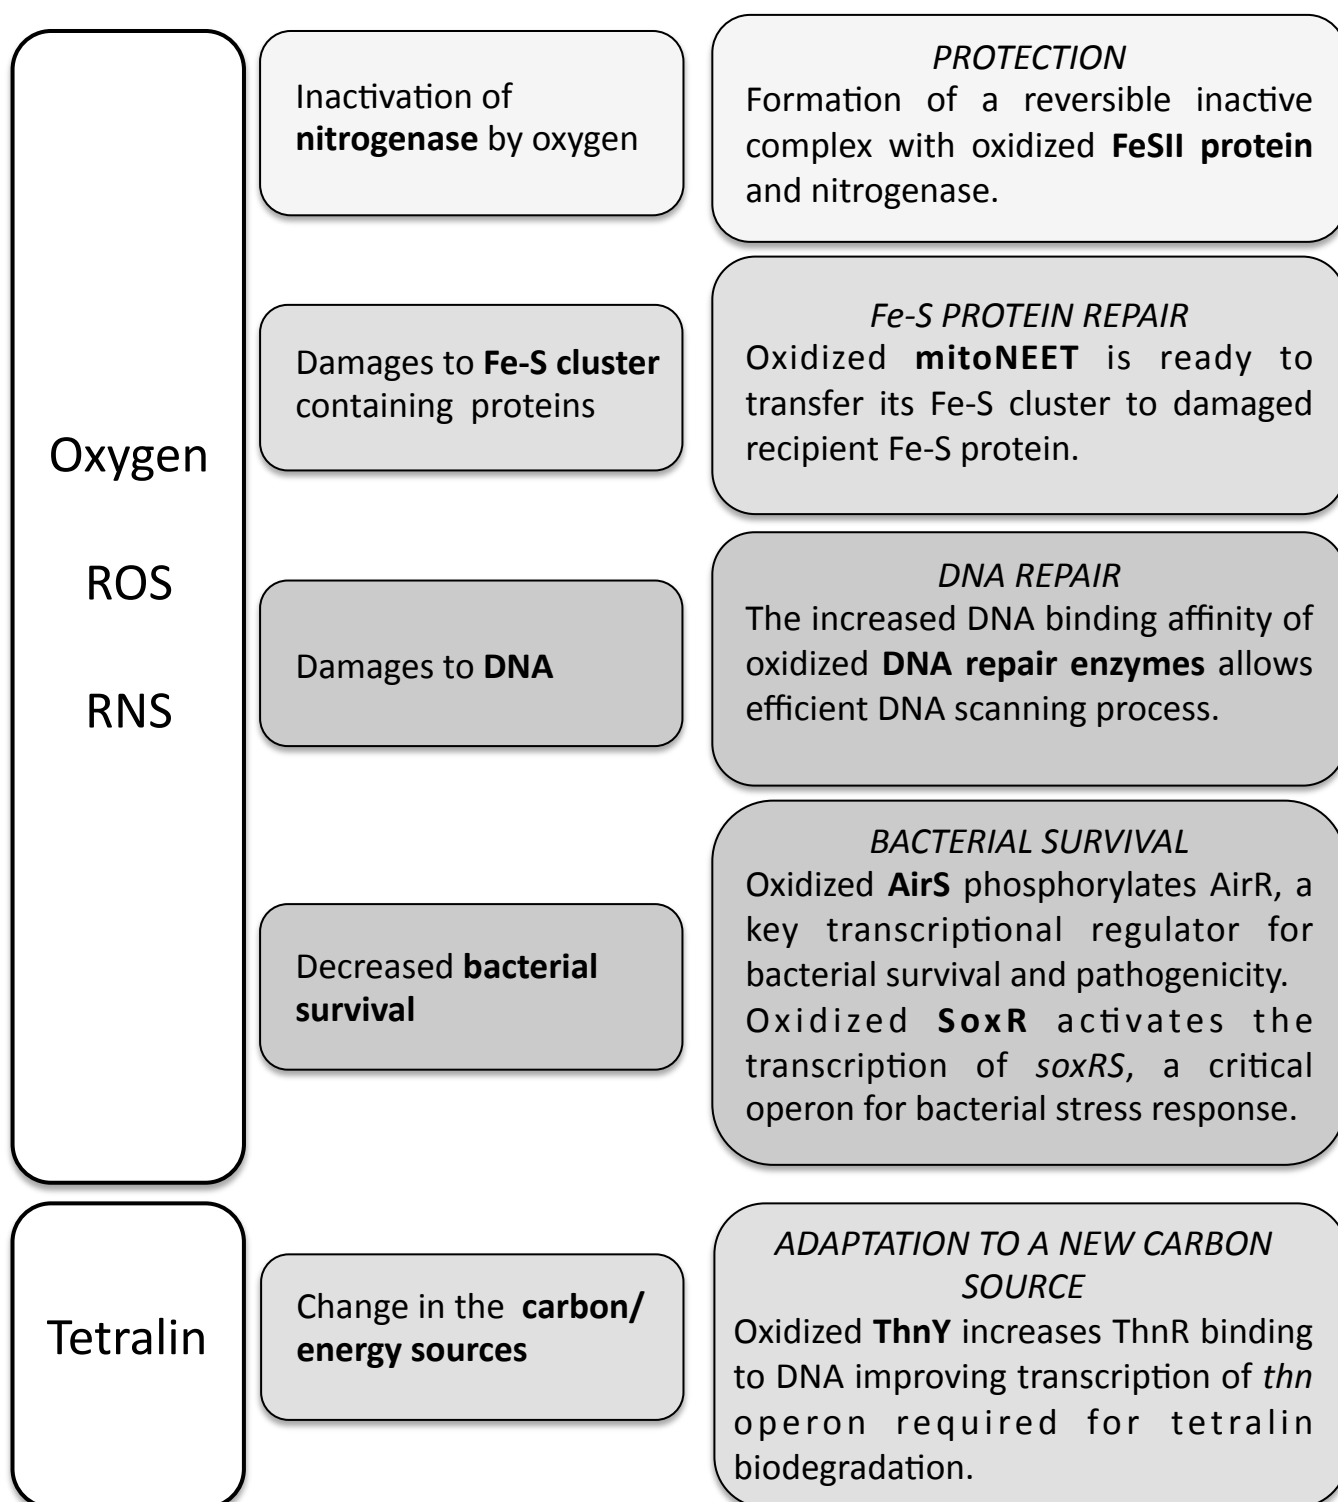 Oxygen
ROS
RNS
Inactivation of
nitrogenase by oxygen
PROTECTION
Formation of a reversible inactive
complex with oxidized FeSII protein
and nitrogenase.
Damages to Fe-S cluster
containing proteins
Fe-S PROTEIN REPAIR
Oxidized mitoNEET is ready to
transfer its Fe-S cluster to damaged
recipient Fe-S protein.
Damages to DNA
DNA REPAIR
The increased DNA binding affinity of
oxidized DNA repair enzymes allows
efficient DNA scanning process.
Decreased bacterial
survival
BACTERIAL SURVIVAL
Oxidized AirS phosphorylates AirR, a
key transcriptional regulator for
bacterial survival and pathogenicity.
Oxidized SoxR activates the
transcription of soxRS, a critical
operon for bacterial stress response.
Tetralin
Change in the carbon/
energy sources
ADAPTATION TO A NEW CARBON
SOURCE
Oxidized ThnY increases ThnR binding
to DNA improving transcription of thn
operon required for tetralin
biodegradation.